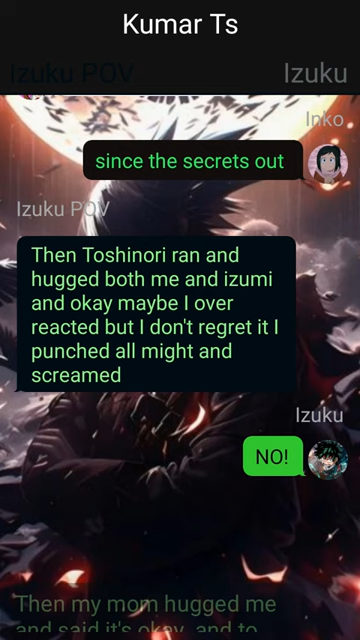 Kumar Ts
izuku POV
Izuku
Inko
since the secrets out
Izuku POV
Then Toshinori ran and
hugged both me and izumi
and okay maybe I over
reacted but I don't regret it I
punched all might and
screamed
Izuku
NO!
Then my mom hugged me
and said it's okay, and to